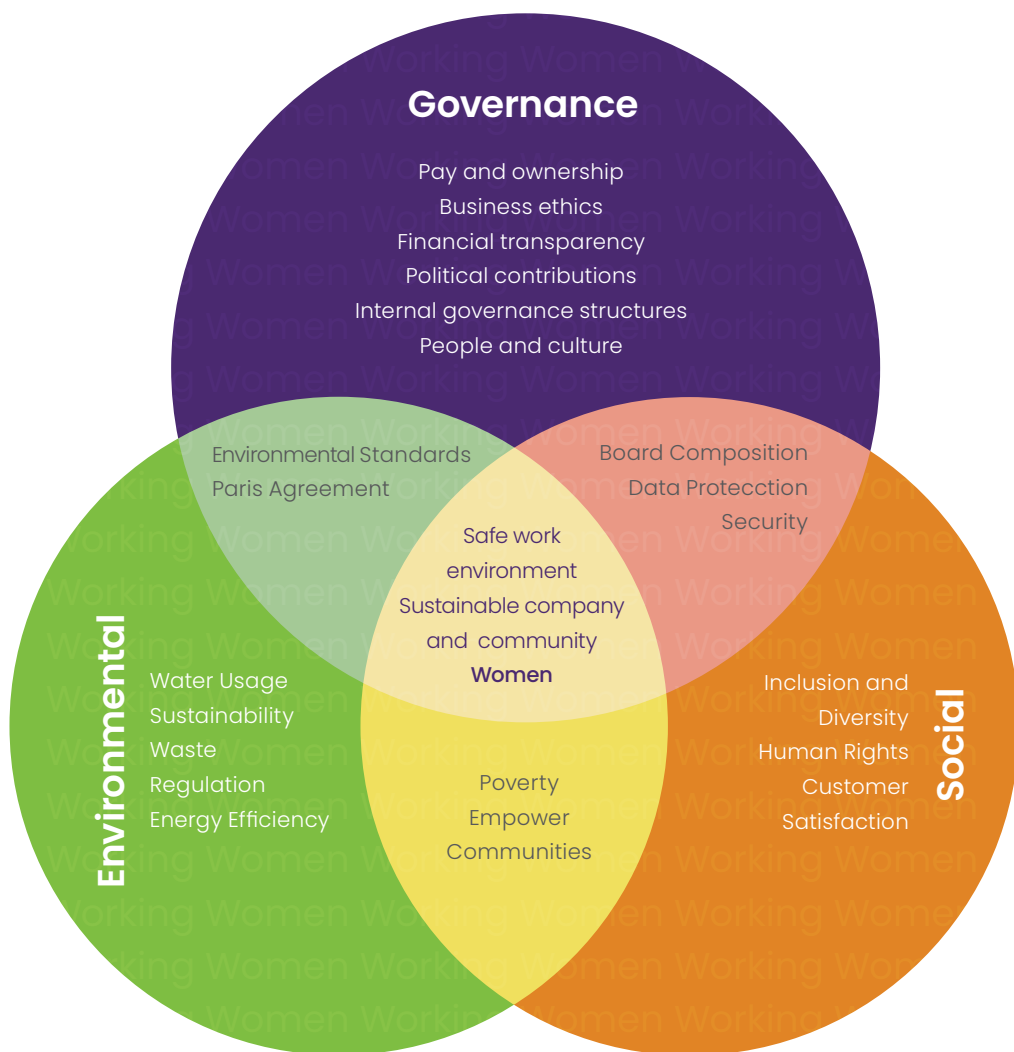 Governance
Pay and ownership
Business ethics
Financial transparency
Political contributions
Internal governance structures
People and culture
Environmental Standards
Paris Agreement
Board Composition
Data Protecction
Security
Safe work
environment
Sustainable company
and community
Women
Environmental
Water Usage
Sustainability
Waste
Regulation
Energy Efficiency
Inclusion and
Diversity
Human Rights
Customer
Satisfaction
Social
Poverty
Empower
Communities